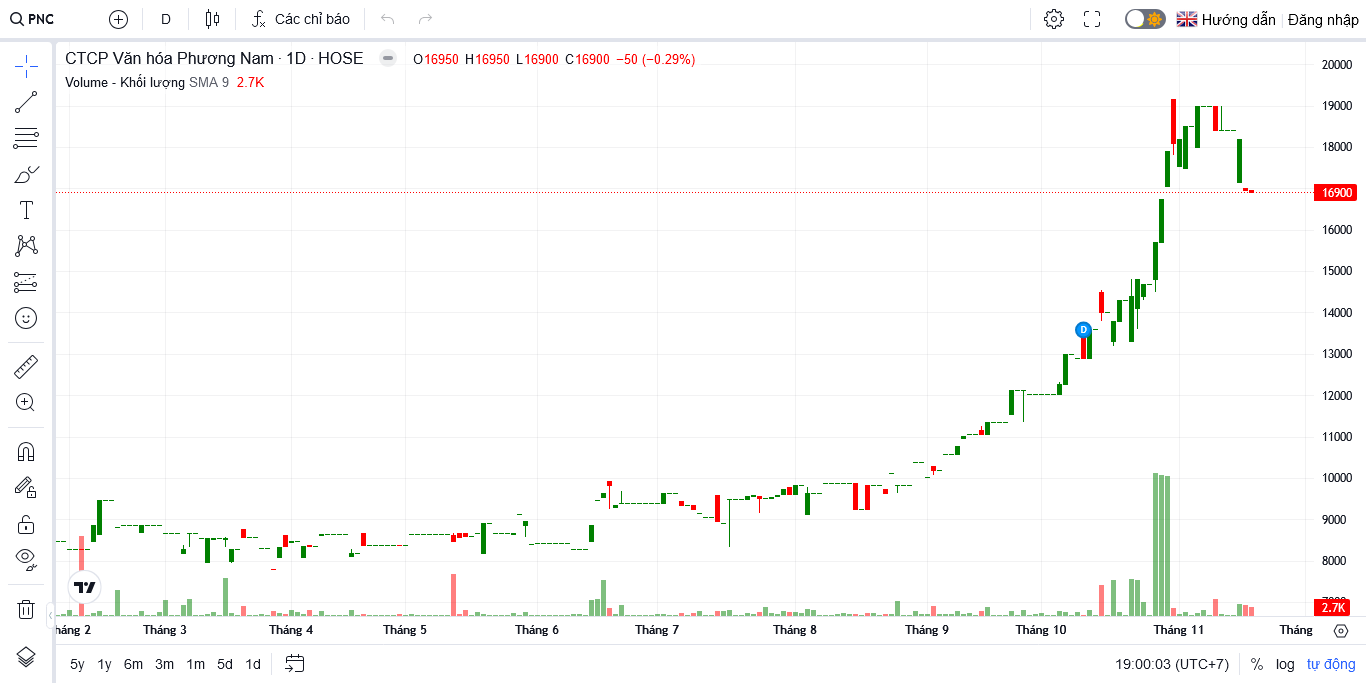 PNC D Các chỉ báo Hướng dẫn Đăng nhập
CTCP Văn hóa Phương Nam · 1D · HOSE O16950 H16950 L16900 C16900 −50 (−0.29%)
Volume - Khối lượng SMA 9 2.7K
20000
19000
18000
16900
16000
15000
14000
D
13000
12000
11000
10000
9000
8000
2.7K
háng 2 Tháng 3 Tháng 4 Tháng 5 Tháng 6 Tháng 7 Tháng 8 Tháng 9 Tháng 10 Tháng 11 Tháng
5y 1y 6m 3m 1m 5d 1d 19:00:03 (UTC+7) % log tự động